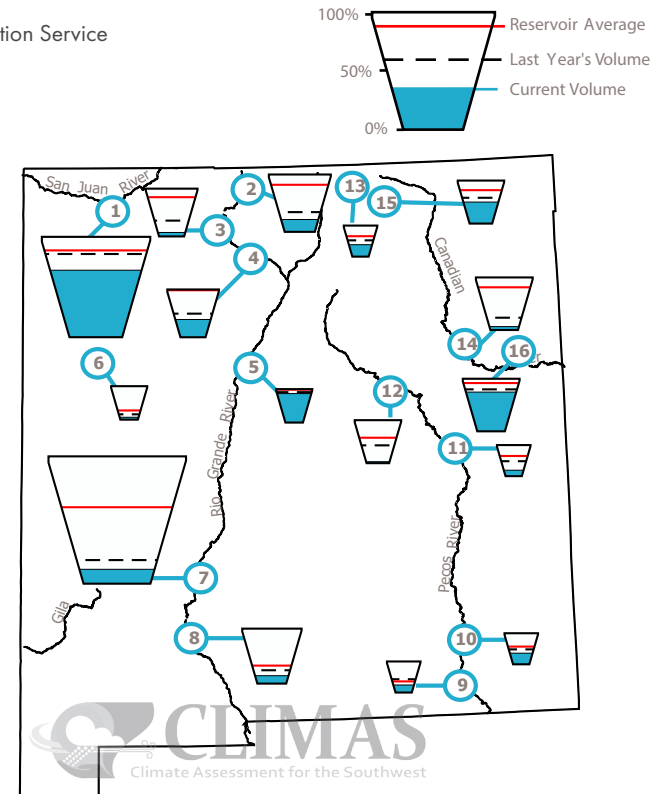 tion Service
100%
50%
0%
Reservoir Average
Last Year's Volume
Current Volume
San Juan River
1
2
3
4
13
15
Canadian
14
16
er
6
5
12
11
Rio Grande River
Pecos River
7
Gila
8
10
9
CLIMAS
Climate Assessment for the Southwest